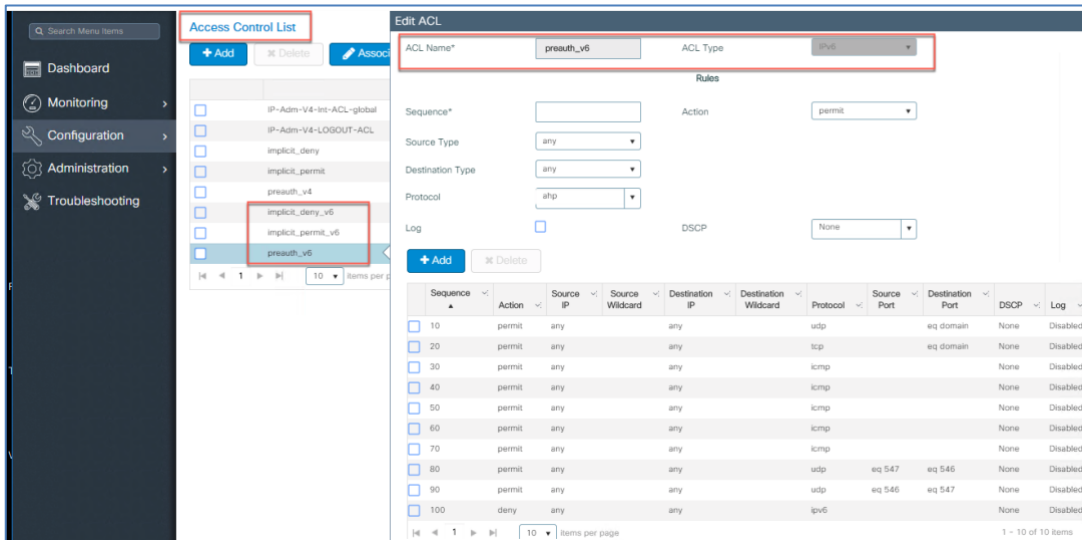 Search Menu Items
Dashboard
Monitoring
Configuration
Administration
Troubleshooting
Access Control List
Add
Delete
IP-Adm-V4-Int-ACL-global
IP-Adm-V4-LOGOUT-ACL
implicit_deny
implicit_permit
preauth_v4
implicit_deny_v6
implicit_permit_v6
preauth_v6
1 10
Edit ACL
ACL Name* preauth_v6 ACL Type IPv6
Rules
Sequence* Action permit
Source Type any
Destination Type any
Protocol ahp
Log DSCP None
Add Delete
Sequence Action Source IP Source Wildcard Destination IP Destination Wildcard Protocol Source Port Destination Port DSCP Log
10 permit any any udp eq domain None Disabled
20 permit any any tcp eq domain None Disabled
30 permit any any icmp None Disabled
40 permit any any icmp None Disabled
50 permit any any icmp None Disabled
60 permit any any icmp None Disabled
70 permit any any icmp None Disabled
80 permit any any udp eq 547 eq 546 None Disabled
90 permit any any udp eq 546 eq 547 None Disabled
100 deny any any ipv6 None Disabled
1 10 items per page 1 - 10 of 10 items